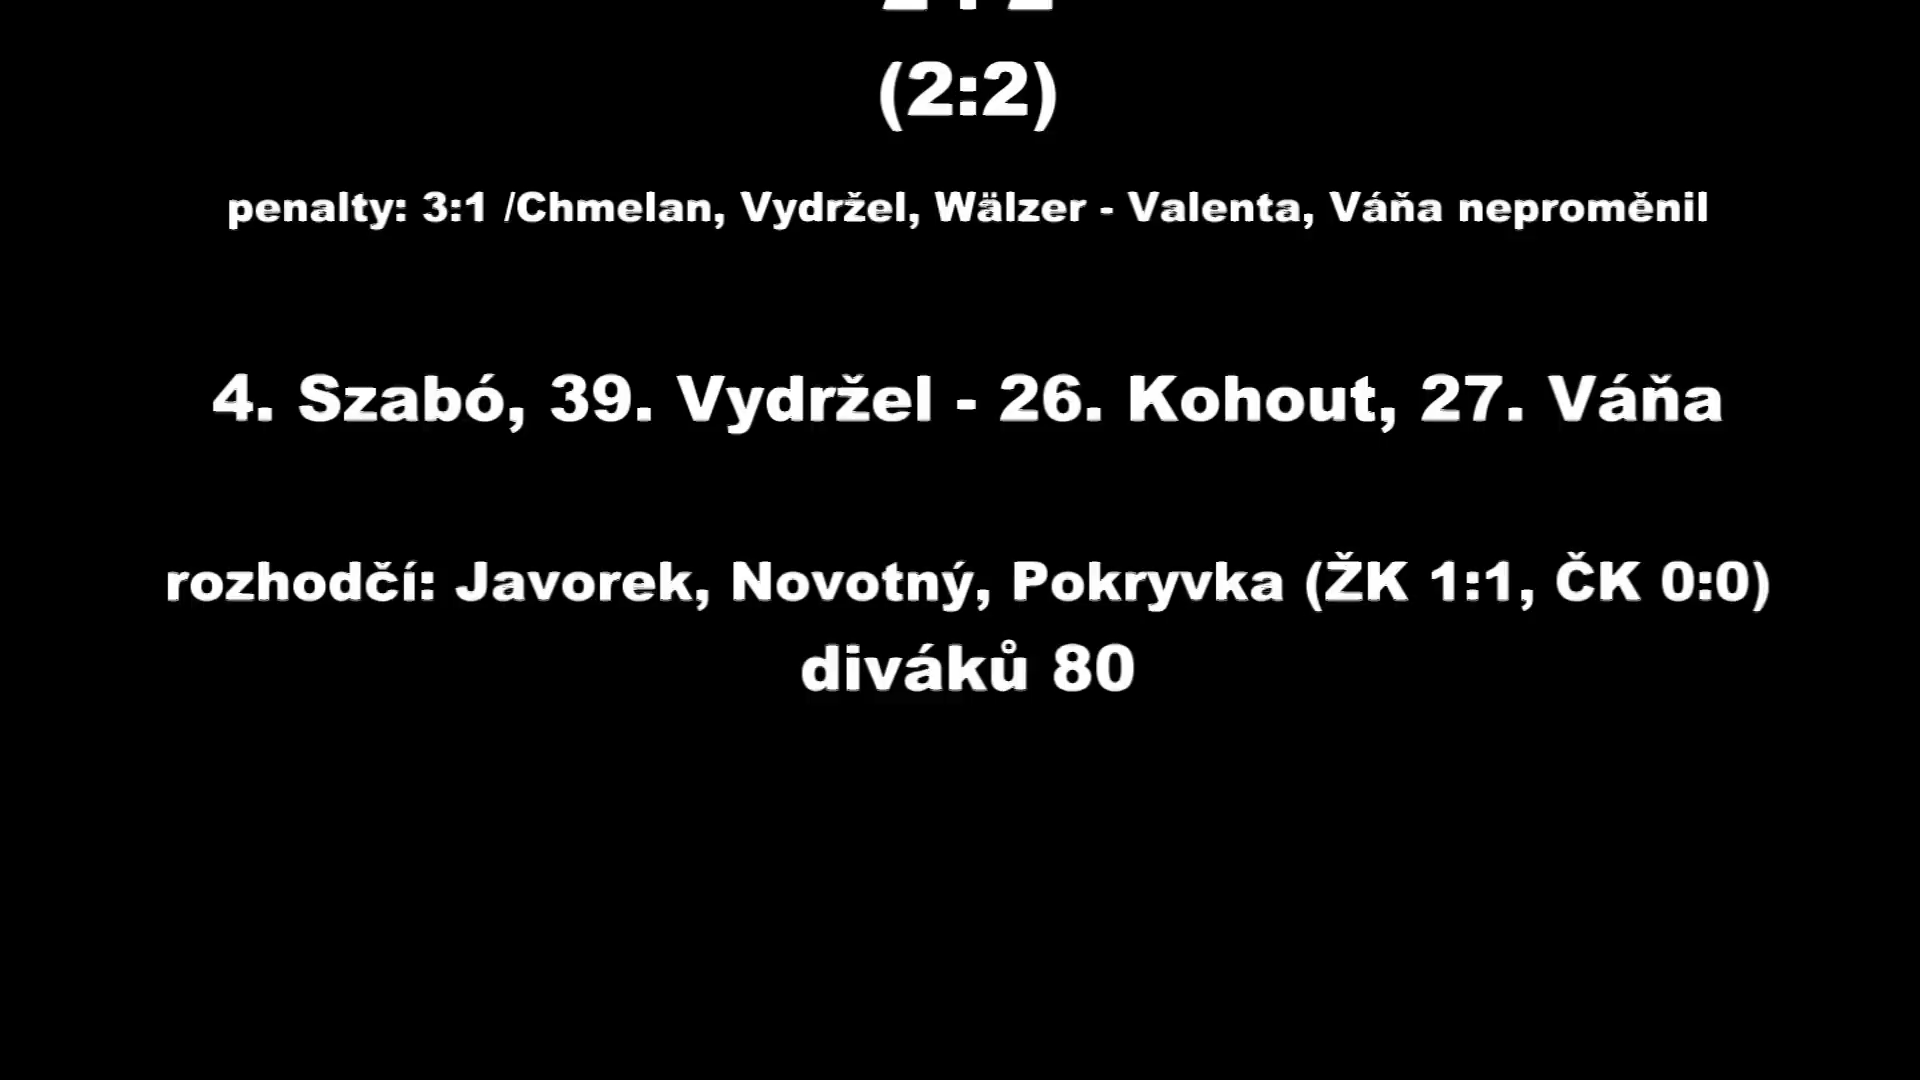 (2:2)
penalty: 3:1 /Chmelan, Vydržel, Wälzer - Valenta, Váňa neproměnil
4. Szabó, 39. Vydržel - 26. Kohout, 27. Váňa
rozhodčí: Javorek, Novotný, Pokryvka (ŽK 1:1, ČK 0:0)
diváků 80